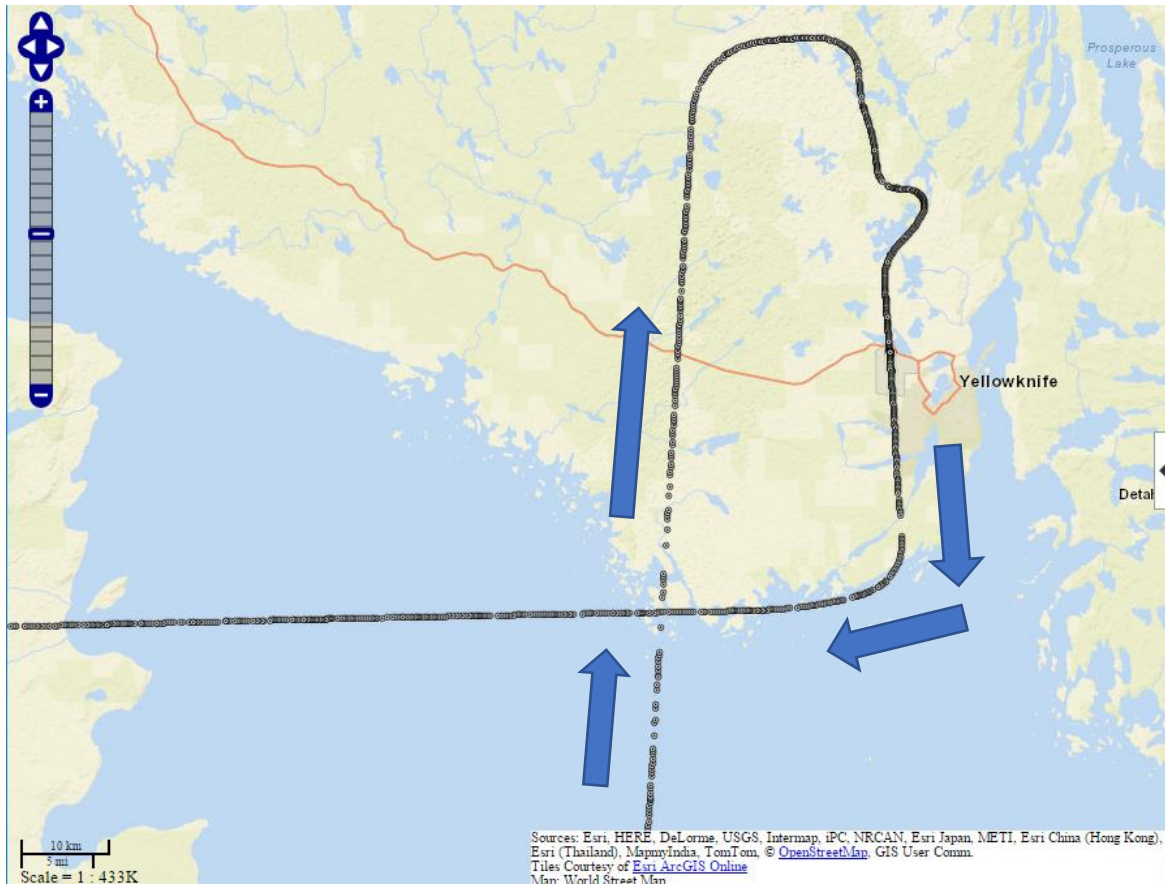 Prosperous
Lake
Yellowknife
Detah
10 km
5 mi
Scale = 1 : 433K
Sources: Esri, HERE, DeLorme, USGS, Intermap, iPC, NRCAN, Esri Japan, METI, Esri China (Hong Kong),
Esri (Thailand), MapmyIndia, TomTom, © OpenStreetMap, GIS User Comm.
Tiles Courtesy of Esri ArcGIS Online
Map: World Street Map